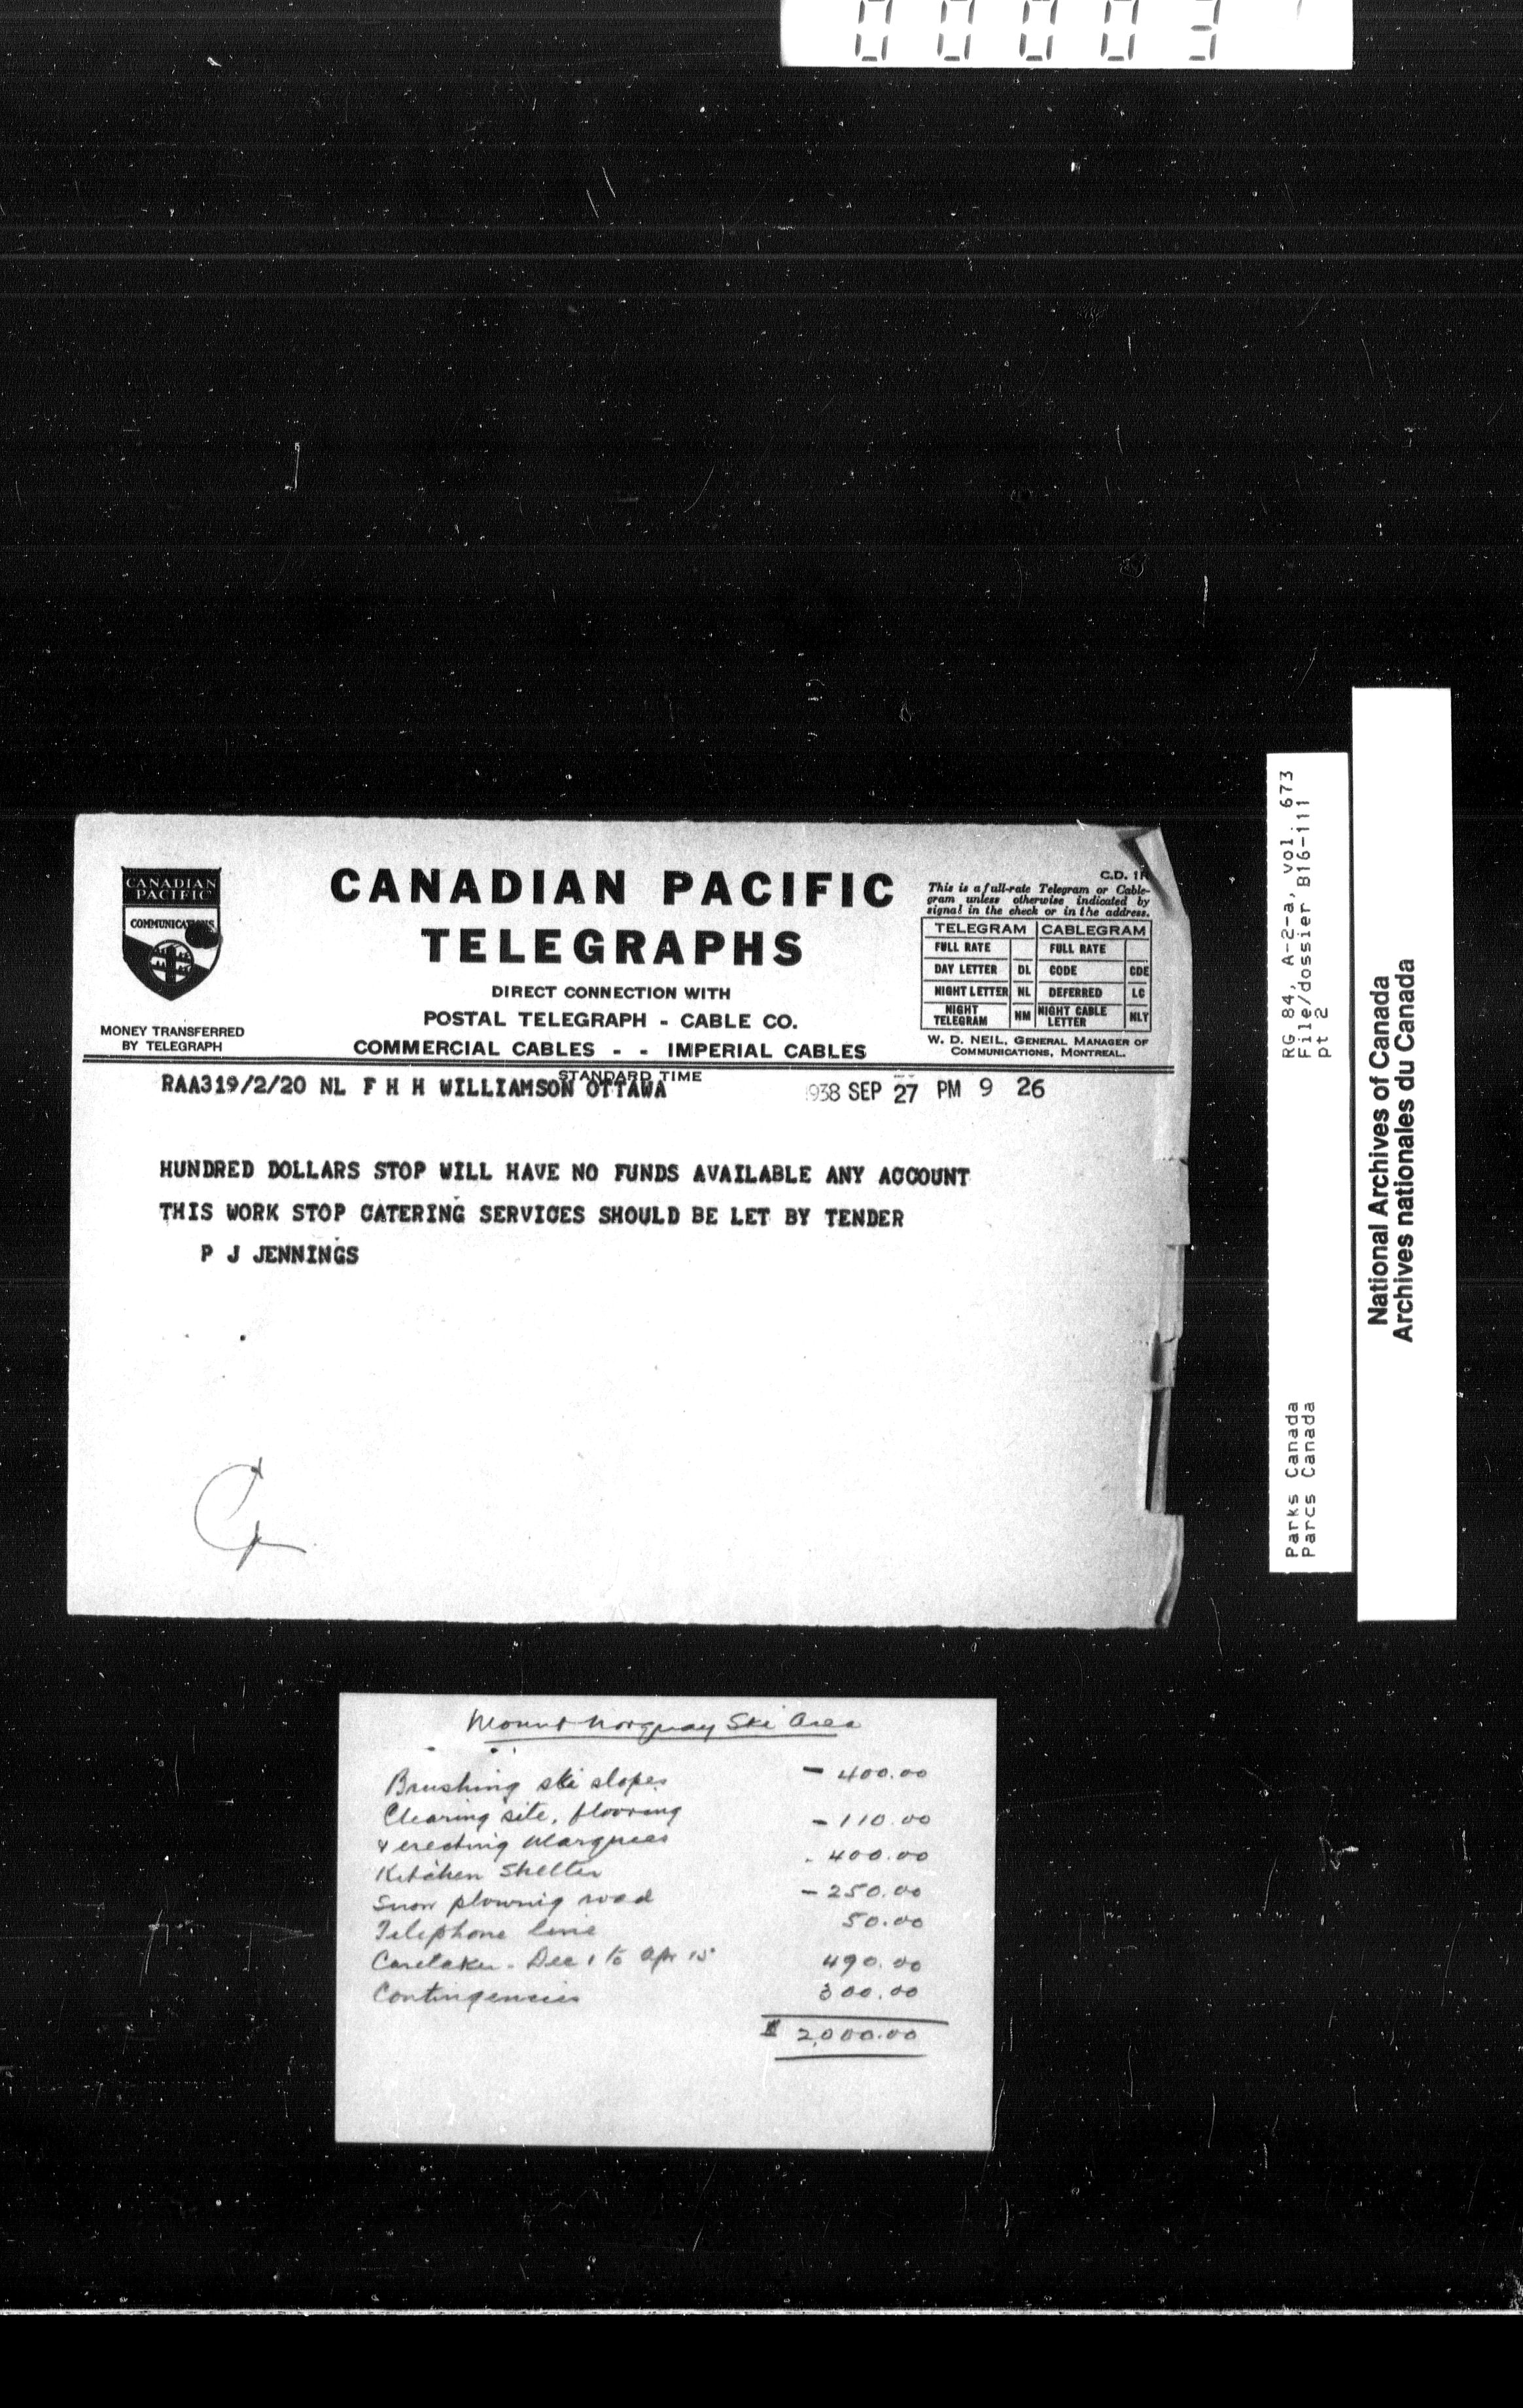 00003
CANADIAN
PACIFIC
COMMUNICATIONS
MONEY TRANSFERRED
BY TELEGRAPH
CANADIAN PACIFIC
TELEGRAPHS
DIRECT CONNECTION WITH
POSTAL TELEGRAPH - CABLE CO.
COMMERCIAL CABLES - - IMPERIAL CABLES
C.D. 1R
This is a full-rate Telegram or Cable-
gram unless otherwise indicated by
signal in the check or in the address.
TELEGRAM CABLEGRAM
FULL RATE FULL RATE
DAY LETTER DL CODE CDE
NIGHT LETTER NL DEFERRED LC
NIGHT TELEGRAM NM NIGHT CABLE LETTER NLT
W. D. NEIL, GENERAL MANAGER OF
COMMUNICATIONS, MONTREAL.
STANDARD TIME
RAA319/2/20 NL F H H WILLIAMSON OTTAWA 1938 SEP 27 PM 9 26
HUNDRED DOLLARS STOP WILL HAVE NO FUNDS AVAILABLE ANY ACCOUNT
THIS WORK STOP CATERING SERVICES SHOULD BE LET BY TENDER
P J JENNINGS
Mount Norquay Ski Area
Brushing ski slopes - 400.00
Clearing site, flooring
& erecting Marquees - 110.00
Kitchen Shelter - 400.00
Snow plowing road - 250.00
Telephone line 50.00
Caretaker - Dec 1 to Apr 15 490.00
Contingencies 300.00
$ 2,000.00
RG 84, A-2-a, vol. 673
File/dossier B16-111
pt 2
Parks Canada
Parcs Canada
National Archives of Canada
Archives nationales du Canada